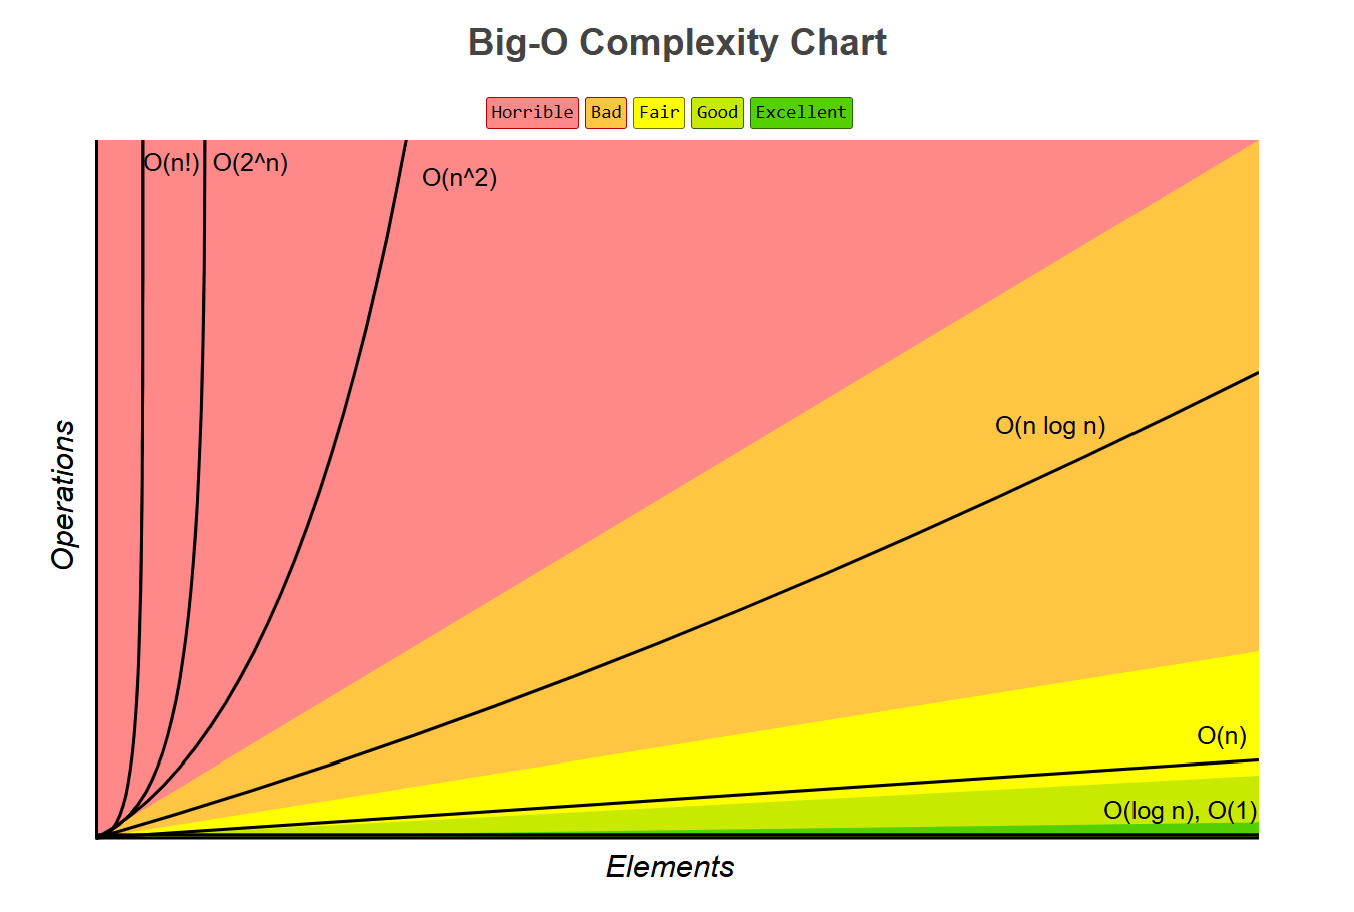 Big-O Complexity Chart
Horrible Bad Fair Good Excellent
O(n!) O(2^n)
O(n^2)
O(n log n)
O(n)
O(log n), O(1)
Operations
Elements